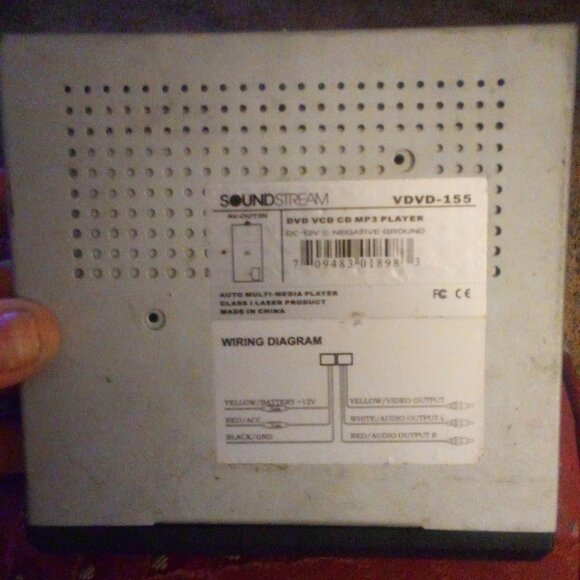 SOUNDSTREAM VDVD-155
AV-OUT3IN
DVD VCD CD MP3 PLAYER
DC 12V NEGATIVE GROUND
7 09483 01898 3
AUTO MULTI-MEDIA PLAYER
CLASS I LASER PRODUCT
MADE IN CHINA
FC CE
WIRING DIAGRAM
YELLOW/BATTERY +12V
YELLOW/VIDEO OUTPUT
RED/ACC
WHITE/AUDIO OUTPUT L
BLACK/GND
RED/AUDIO OUTPUT R